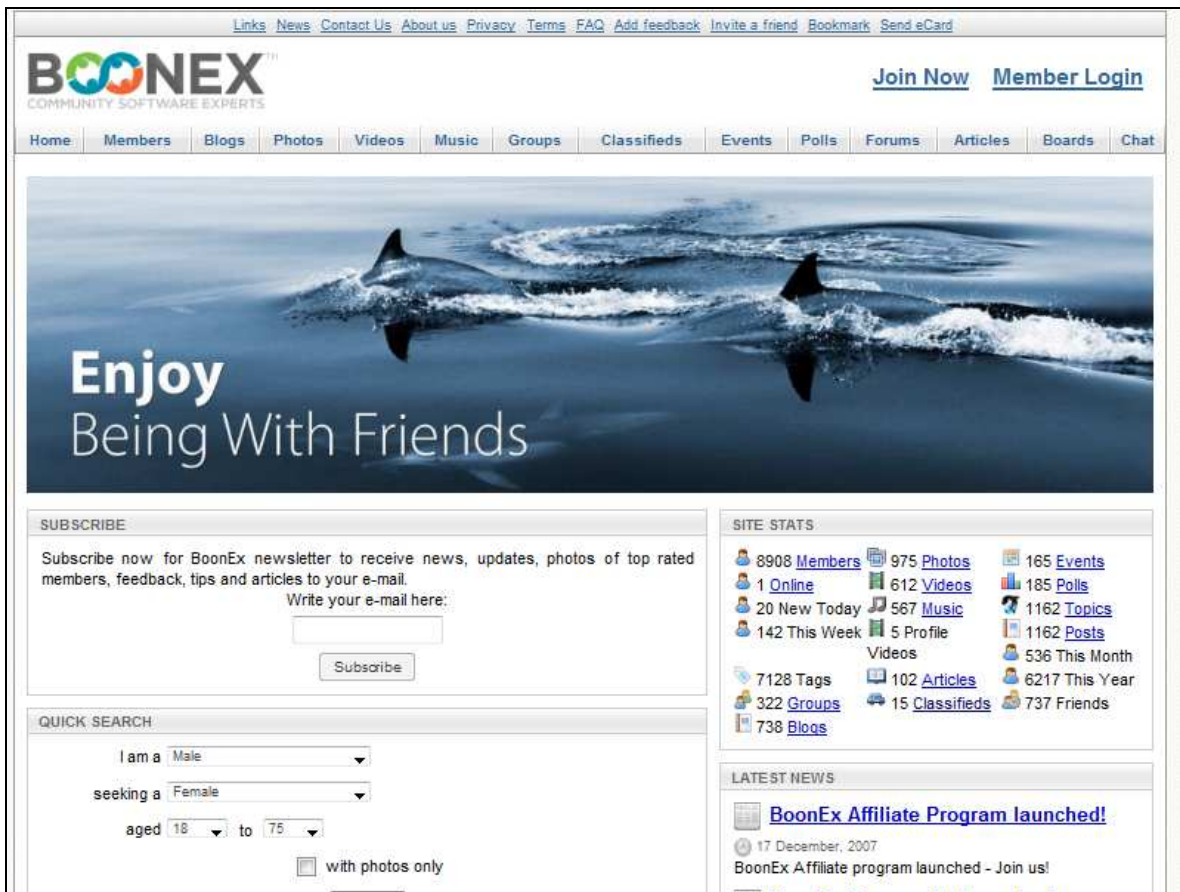 Links News Contact Us About us Privacy Terms FAQ Add feedback Invite a friend Bookmark Send eCard
BOONEX™
COMMUNITY SOFTWARE EXPERTS
Join Now Member Login
Home Members Blogs Photos Videos Music Groups Classifieds Events Polls Forums Articles Boards Chat
Enjoy
Being With Friends
SUBSCRIBE
Subscribe now for BoonEx newsletter to receive news, updates, photos of top rated
members, feedback, tips and articles to your e-mail.
Write your e-mail here:
Subscribe
QUICK SEARCH
I am a Male
seeking a Female
aged 18 to 75
with photos only
SITE STATS
8908 Members 975 Photos 165 Events
1 Online 612 Videos 185 Polls
20 New Today 567 Music 1162 Topics
142 This Week 5 Profile 1162 Posts
Videos 536 This Month
7128 Tags 102 Articles 6217 This Year
322 Groups 15 Classifieds 737 Friends
738 Blogs
LATEST NEWS
BoonEx Affiliate Program launched!
17 December, 2007
BoonEx Affiliate program launched - Join us!